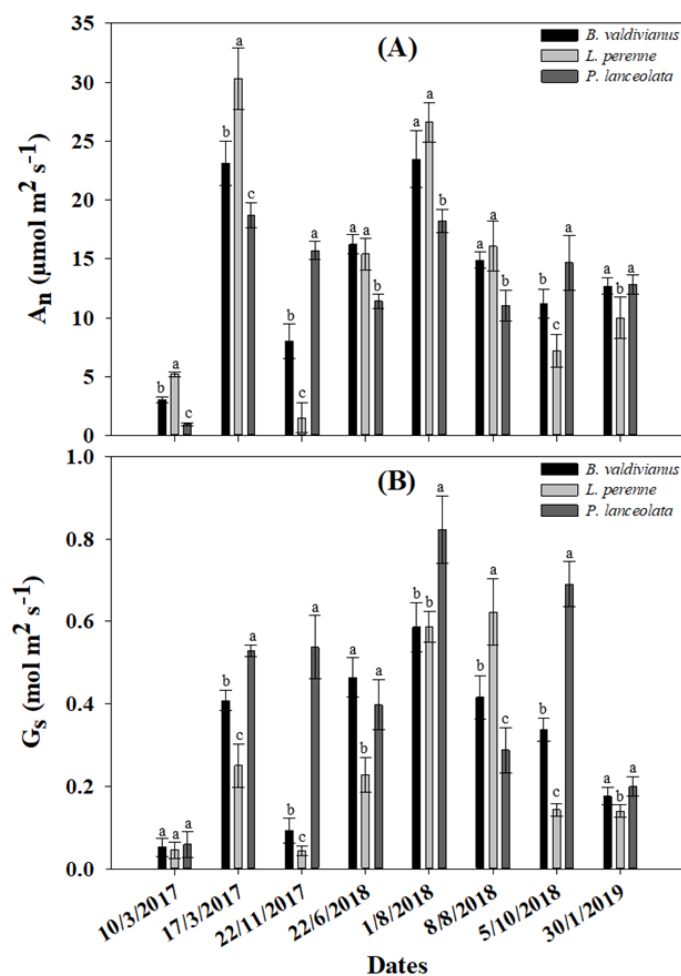 (A)
B. valdivianus
L. perenne
P. lanceolata
Aₙ (µmol m² s⁻¹)
35
30
25
20
15
10
5
0
b a c
b a c
b c a
a a a
a a b
a a b
b c a
a b a
(B)
B. valdivianus
L. perenne
P. lanceolata
Gₛ (mol m² s⁻¹)
1.0
0.8
0.6
0.4
0.2
0.0
a a a
b c a
b c a
a b a
b b a
b a c
b c a
a b a
10/3/2017
17/3/2017
22/11/2017
22/6/2018
1/8/2018
8/8/2018
5/10/2018
30/1/2019
Dates